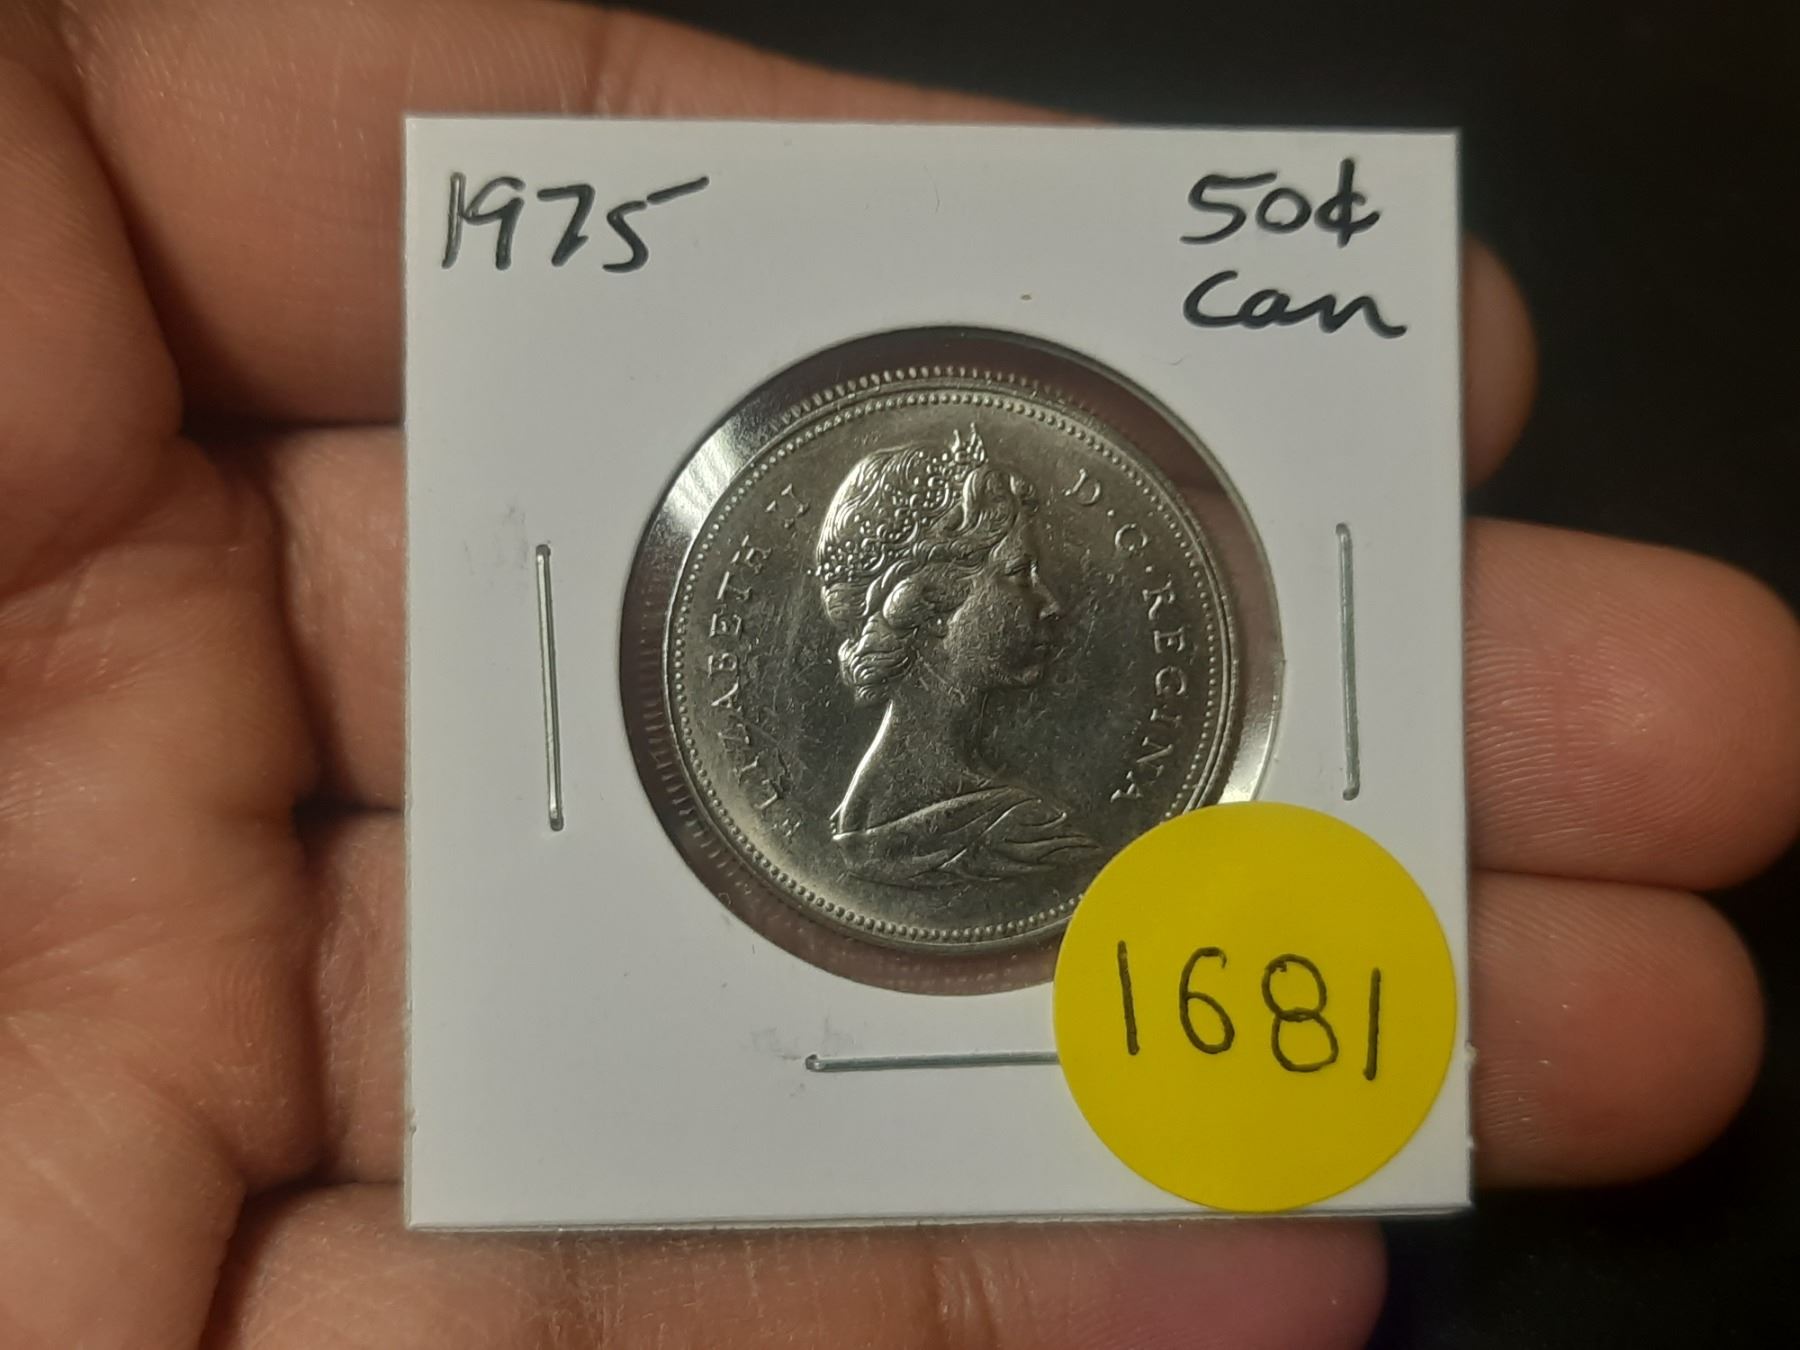 1975
50¢
Can
ELIZABETH II D·G·REGINA
1681